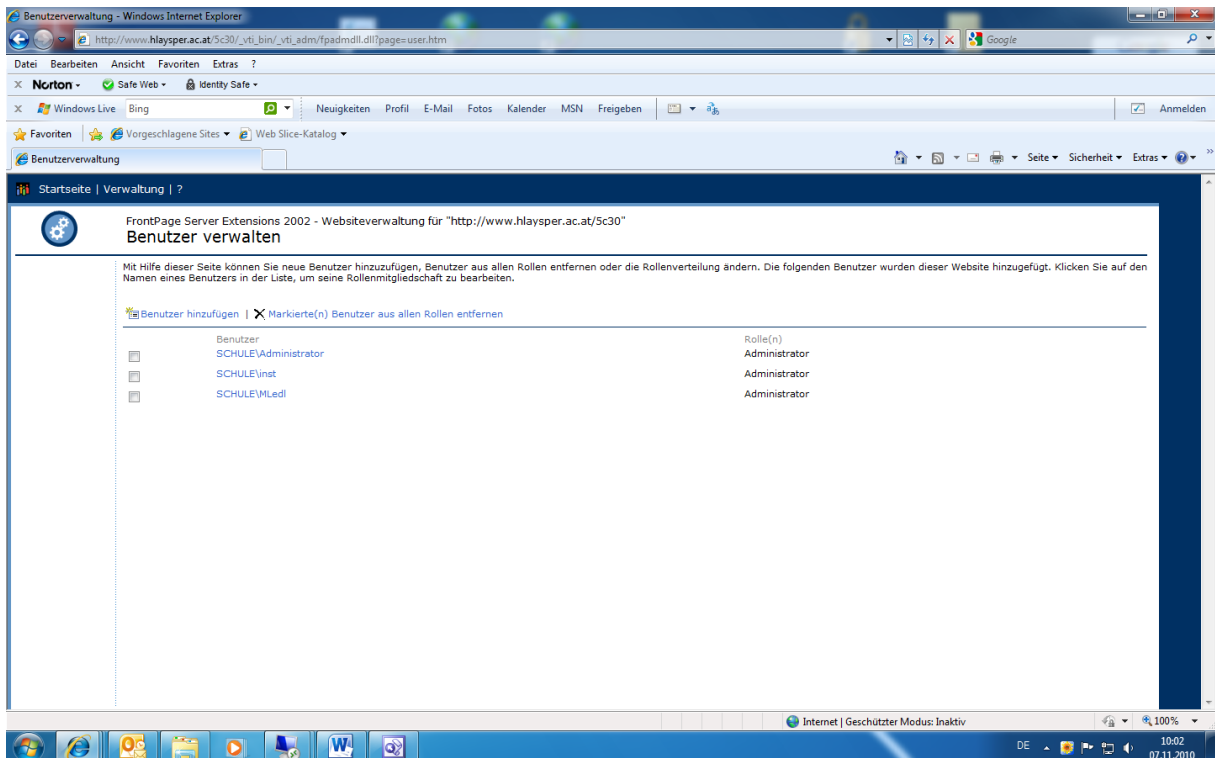 Benutzerverwaltung - Windows Internet Explorer
http://www.hlaysper.ac.at/5c30/_vti_bin/_vti_adm/fpadmdll.dll?page=user.htm Google
Datei Bearbeiten Ansicht Favoriten Extras ?
x Norton - Safe Web Identity Safe
x Windows Live Bing Neuigkeiten Profil E-Mail Fotos Kalender MSN Freigeben Anmelden
Favoriten Vorgeschlagene Sites Web Slice-Katalog
Benutzerverwaltung Seite Sicherheit Extras »
Startseite | Verwaltung | ?
FrontPage Server Extensions 2002 - Websiteverwaltung für "http://www.hlaysper.ac.at/5c30"
Benutzer verwalten
Mit Hilfe dieser Seite können Sie neue Benutzer hinzuzufügen, Benutzer aus allen Rollen entfernen oder die Rollenverteilung ändern. Die folgenden Benutzer wurden dieser Website hinzugefügt. Klicken Sie auf den
Namen eines Benutzers in der Liste, um seine Rollenmitgliedschaft zu bearbeiten.
Benutzer hinzufügen | Markierte(n) Benutzer aus allen Rollen entfernen
Benutzer Rolle(n)
SCHULE\Administrator Administrator
SCHULE\inst Administrator
SCHULE\MLedl Administrator
Internet | Geschützter Modus: Inaktiv 100%
DE 10:02
07.11.2010